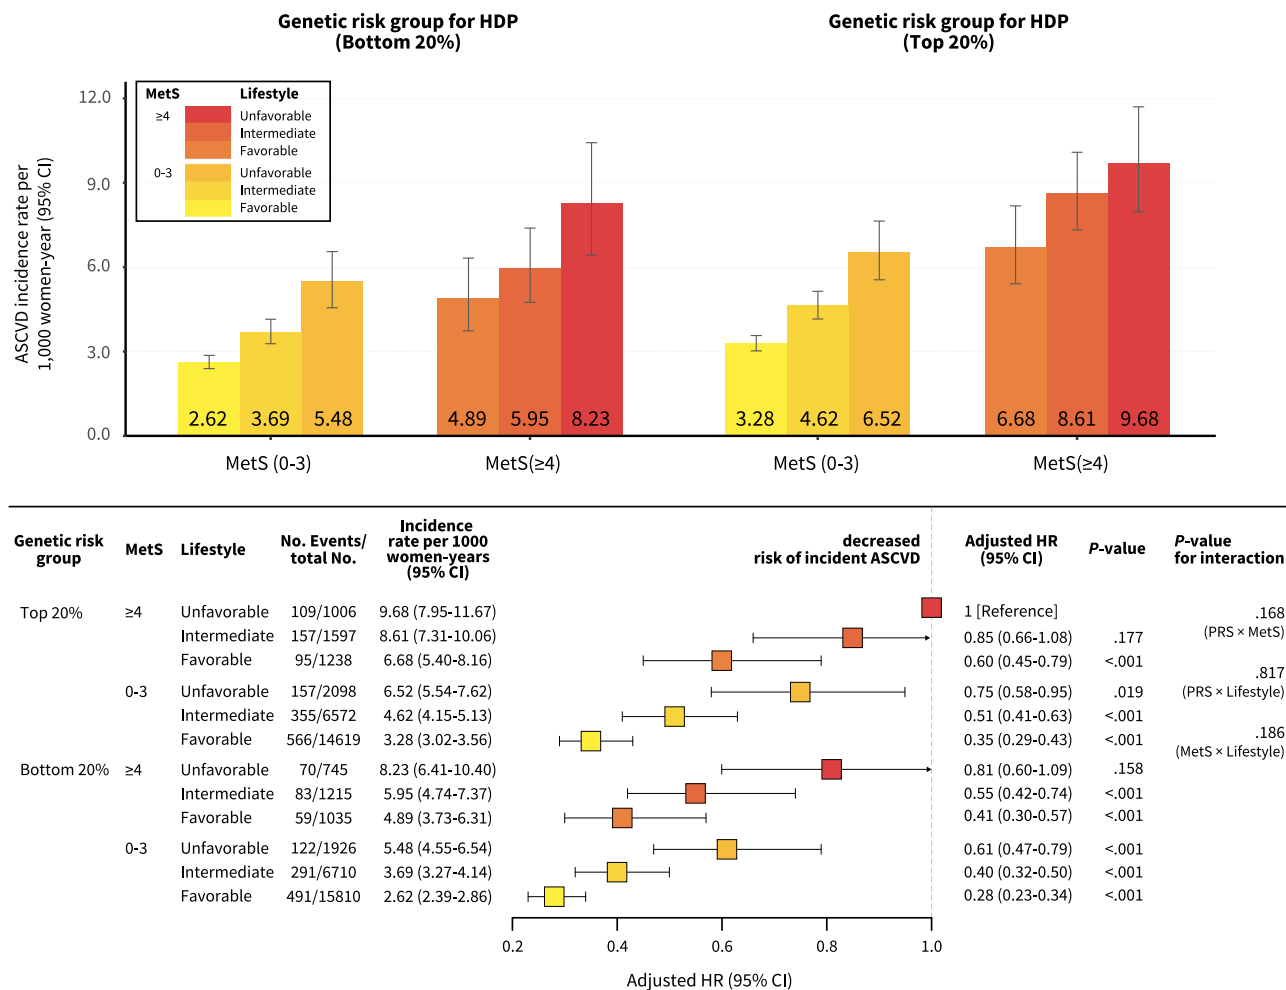 Genetic risk group for HDP
(Bottom 20%)
Genetic risk group for HDP
(Top 20%)
ASCVD incidence rate per
1,000 women-year (95% CI)
12.0
9.0
6.0
3.0
0.0
MetS Lifestyle
≥4 Unfavorable
Intermediate
Favorable
0-3 Unfavorable
Intermediate
Favorable
2.62 3.69 5.48 4.89 5.95 8.23 3.28 4.62 6.52 6.68 8.61 9.68
MetS (0-3) MetS(≥4) MetS (0-3) MetS(≥4)
Genetic risk
group
MetS
Lifestyle
No. Events/
total No.
Incidence
rate per 1000
women-years
(95% CI)
decreased
risk of incident ASCVD
Adjusted HR
(95% CI)
P-value
P-value
for interaction
Top 20% ≥4 Unfavorable 109/1006 9.68 (7.95-11.67) 1 [Reference]
Intermediate 157/1597 8.61 (7.31-10.06) 0.85 (0.66-1.08) .177
Favorable 95/1238 6.68 (5.40-8.16) 0.60 (0.45-0.79) <.001
0-3 Unfavorable 157/2098 6.52 (5.54-7.62) 0.75 (0.58-0.95) .019
Intermediate 355/6572 4.62 (4.15-5.13) 0.51 (0.41-0.63) <.001
Favorable 566/14619 3.28 (3.02-3.56) 0.35 (0.29-0.43) <.001
Bottom 20% ≥4 Unfavorable 70/745 8.23 (6.41-10.40) 0.81 (0.60-1.09) .158
Intermediate 83/1215 5.95 (4.74-7.37) 0.55 (0.42-0.74) <.001
Favorable 59/1035 4.89 (3.73-6.31) 0.41 (0.30-0.57) <.001
0-3 Unfavorable 122/1926 5.48 (4.55-6.54) 0.61 (0.47-0.79) <.001
Intermediate 291/6710 3.69 (3.27-4.14) 0.40 (0.32-0.50) <.001
Favorable 491/15810 2.62 (2.39-2.86) 0.28 (0.23-0.34) <.001
.168
(PRS × MetS)
.817
(PRS × Lifestyle)
.186
(MetS × Lifestyle)
0.2 0.4 0.6 0.8 1.0
Adjusted HR (95% CI)